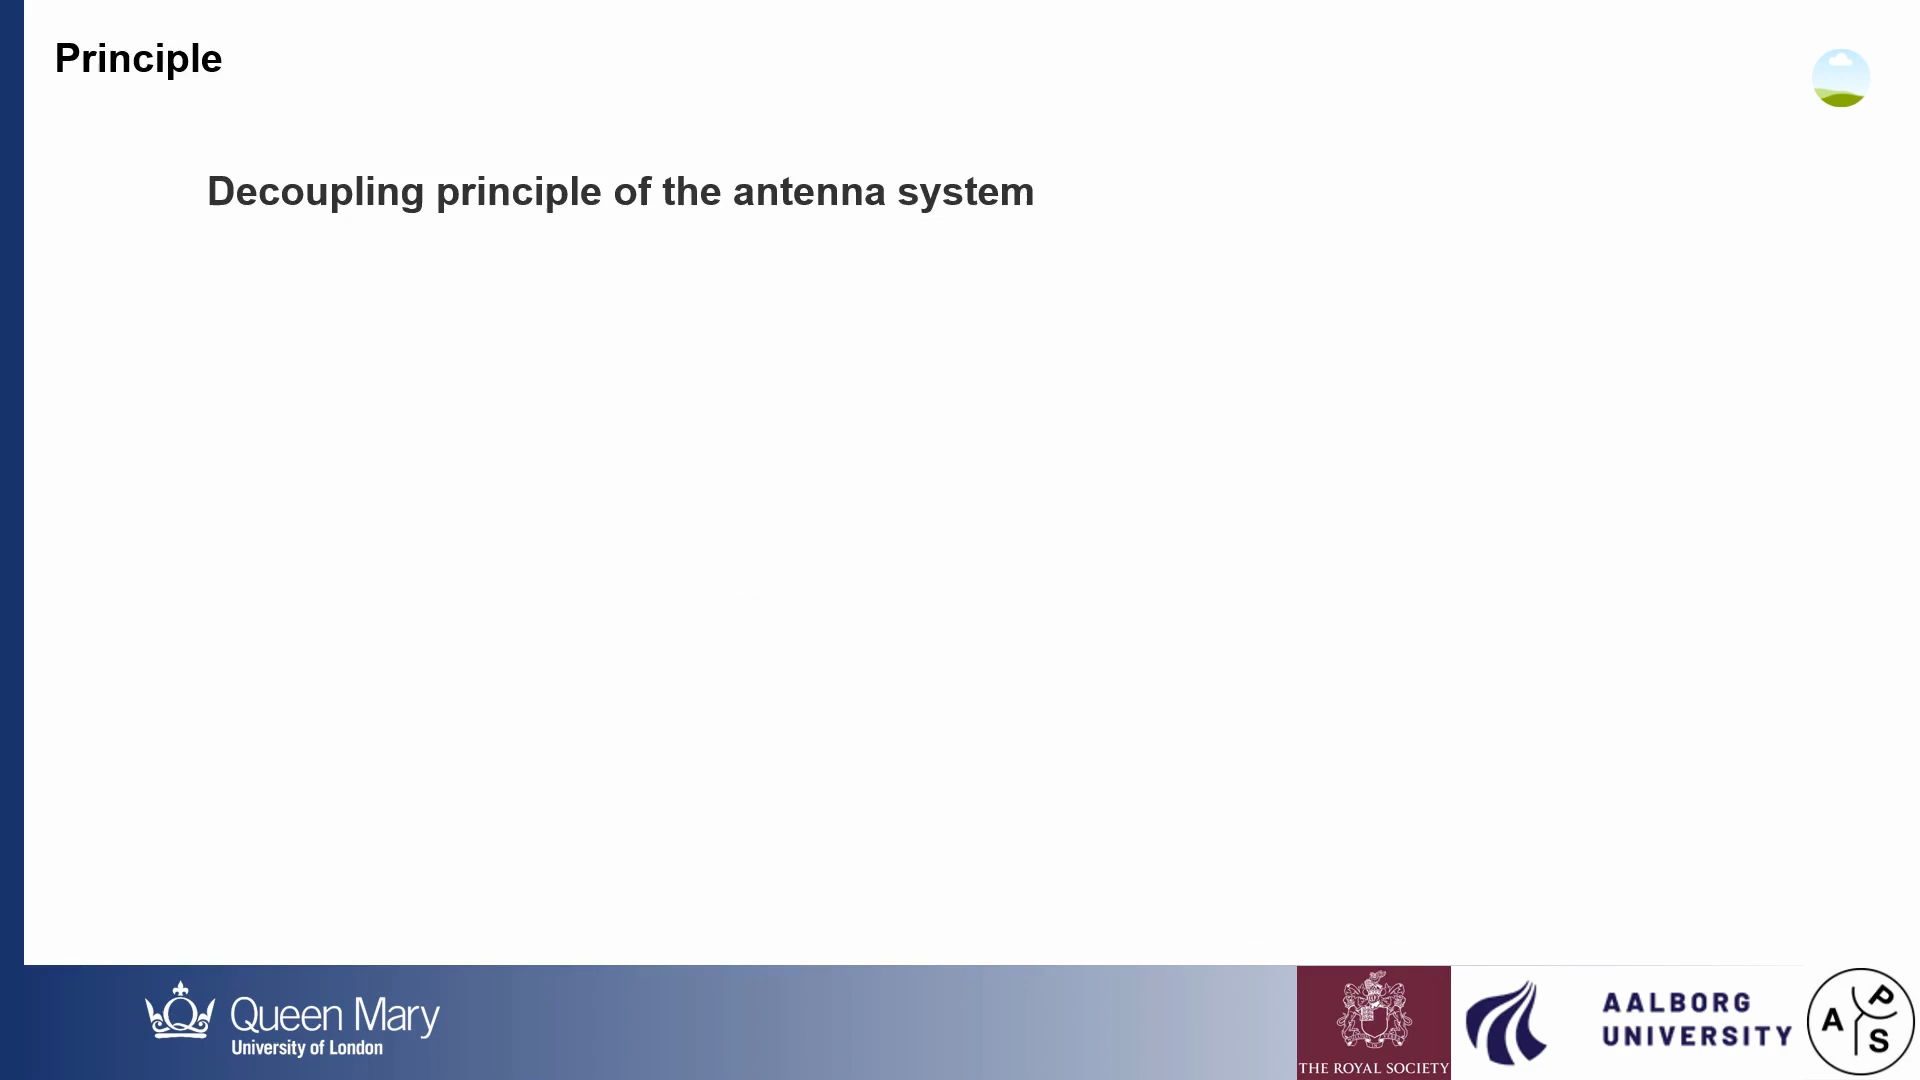 Principle
Decoupling principle of the antenna system
Queen Mary
University of London
THE ROYAL SOCIETY
AALBORG
UNIVERSITY
A P S